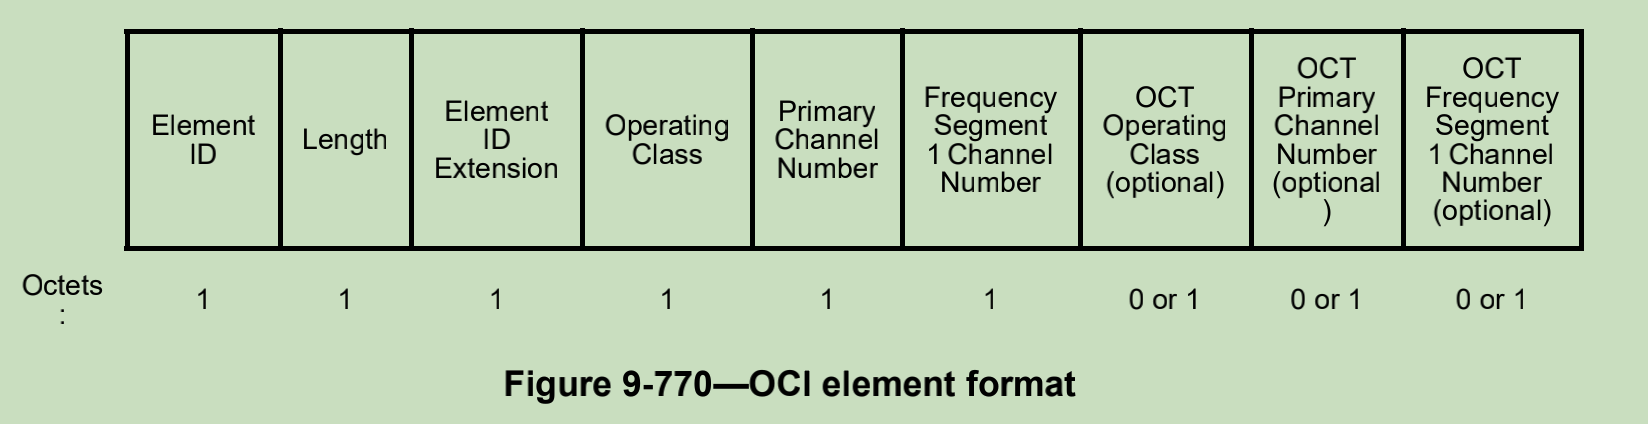 Element
ID
Length
Element
ID
Extension
Operating
Class
Primary
Channel
Number
Frequency
Segment
1 Channel
Number
OCT
Operating
Class
(optional)
OCT
Primary
Channel
Number
(optional
)
OCT
Frequency
Segment
1 Channel
Number
(optional)
Octets
:
1
1
1
1
1
1
0 or 1
0 or 1
0 or 1
Figure 9-770—OCI element format